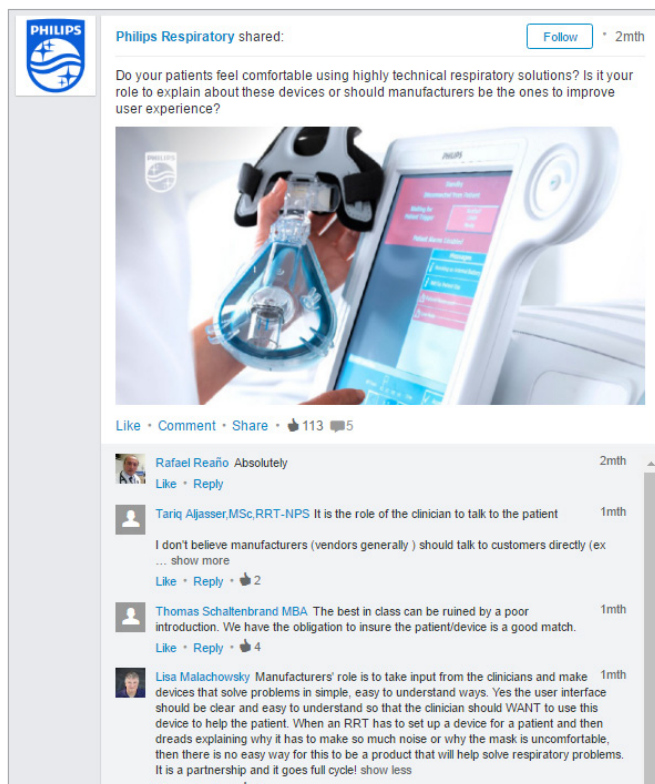 PHILIPS
Philips Respiratory shared:
Follow • 2mth
Do your patients feel comfortable using highly technical respiratory solutions? Is it your
role to explain about these devices or should manufacturers be the ones to improve
user experience?
PHILIPS
PHILIPS
Standby
Messages
Like • Comment • Share • 113 5
Rafael Reaño Absolutely 2mth
Like • Reply
Tariq Aljasser,MSc,RRT-NPS It is the role of the clinician to talk to the patient 1mth
I don't believe manufacturers (vendors generally ) should talk to customers directly (ex
... show more
Like • Reply • 2
Thomas Schaltenbrand MBA The best in class can be ruined by a poor 1mth
introduction. We have the obligation to insure the patient/device is a good match.
Like • Reply • 4
Lisa Malachowsky Manufacturers' role is to take input from the clinicians and make 1mth
devices that solve problems in simple, easy to understand ways. Yes the user interface
should be clear and easy to understand so that the clinician should WANT to use this
device to help the patient. When an RRT has to set up a device for a patient and then
dreads explaining why it has to make so much noise or why the mask is uncomfortable,
then there is no easy way for this to be a product that will help solve respiratory problems.
It is a partnership and it goes full cycle! show less